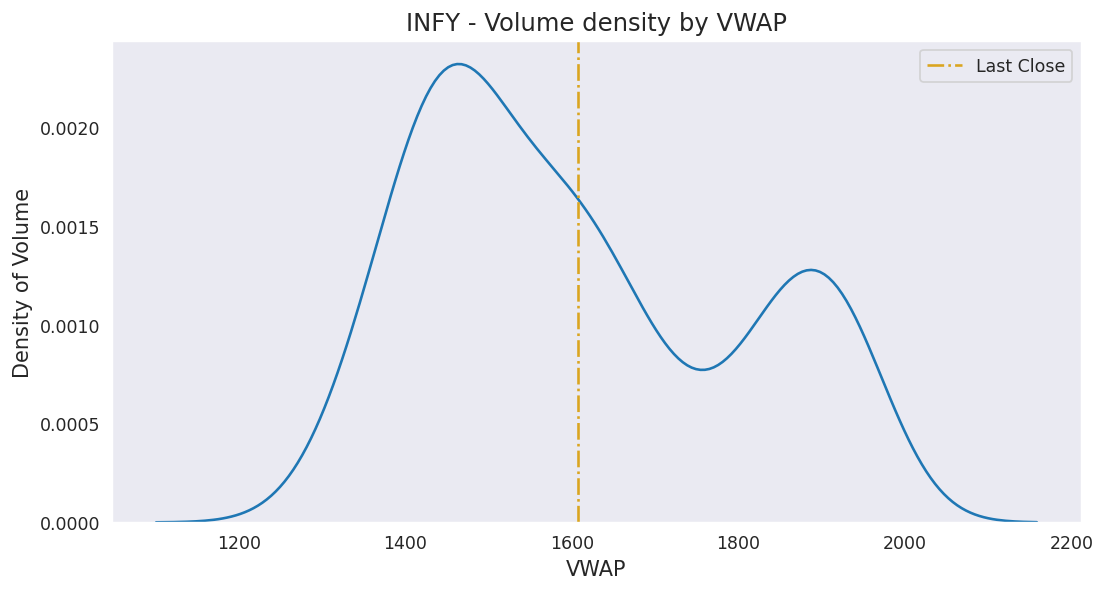 INFY - Volume density by VWAP
Last Close
Density of Volume
0.0020
0.0015
0.0010
0.0005
0.0000
1200
1400
1600
1800
2000
2200
VWAP